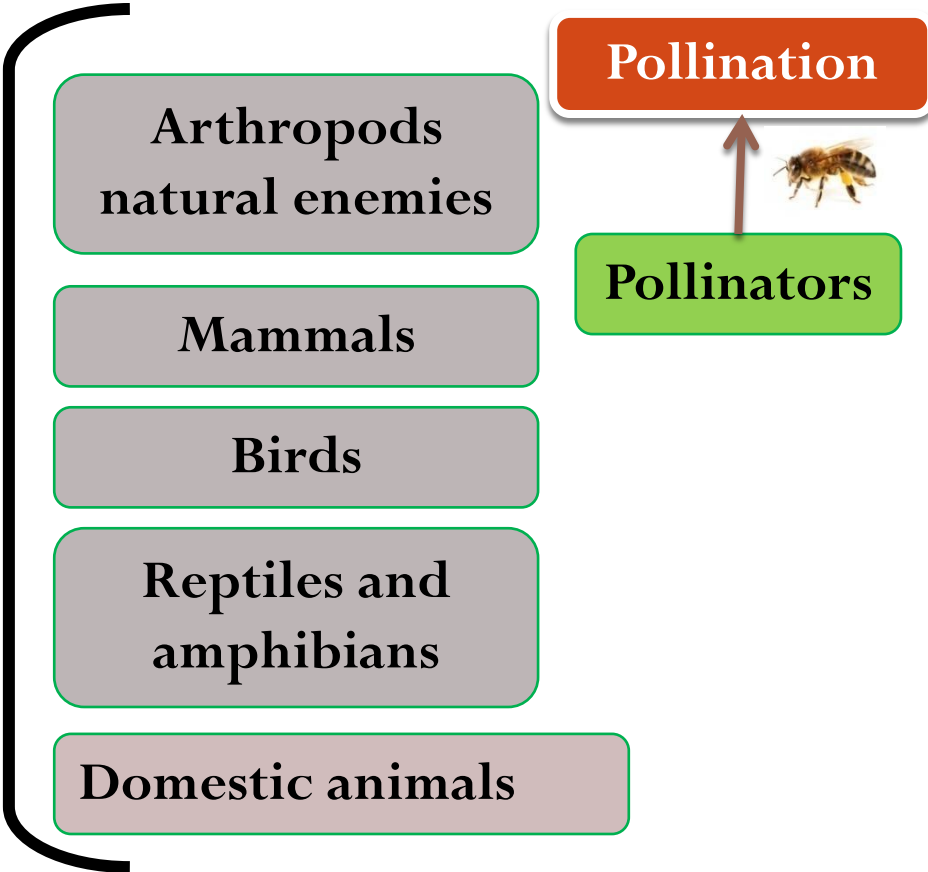 Pollination
Arthropods
natural enemies
Pollinators
Mammals
Birds
Reptiles and
amphibians
Domestic animals